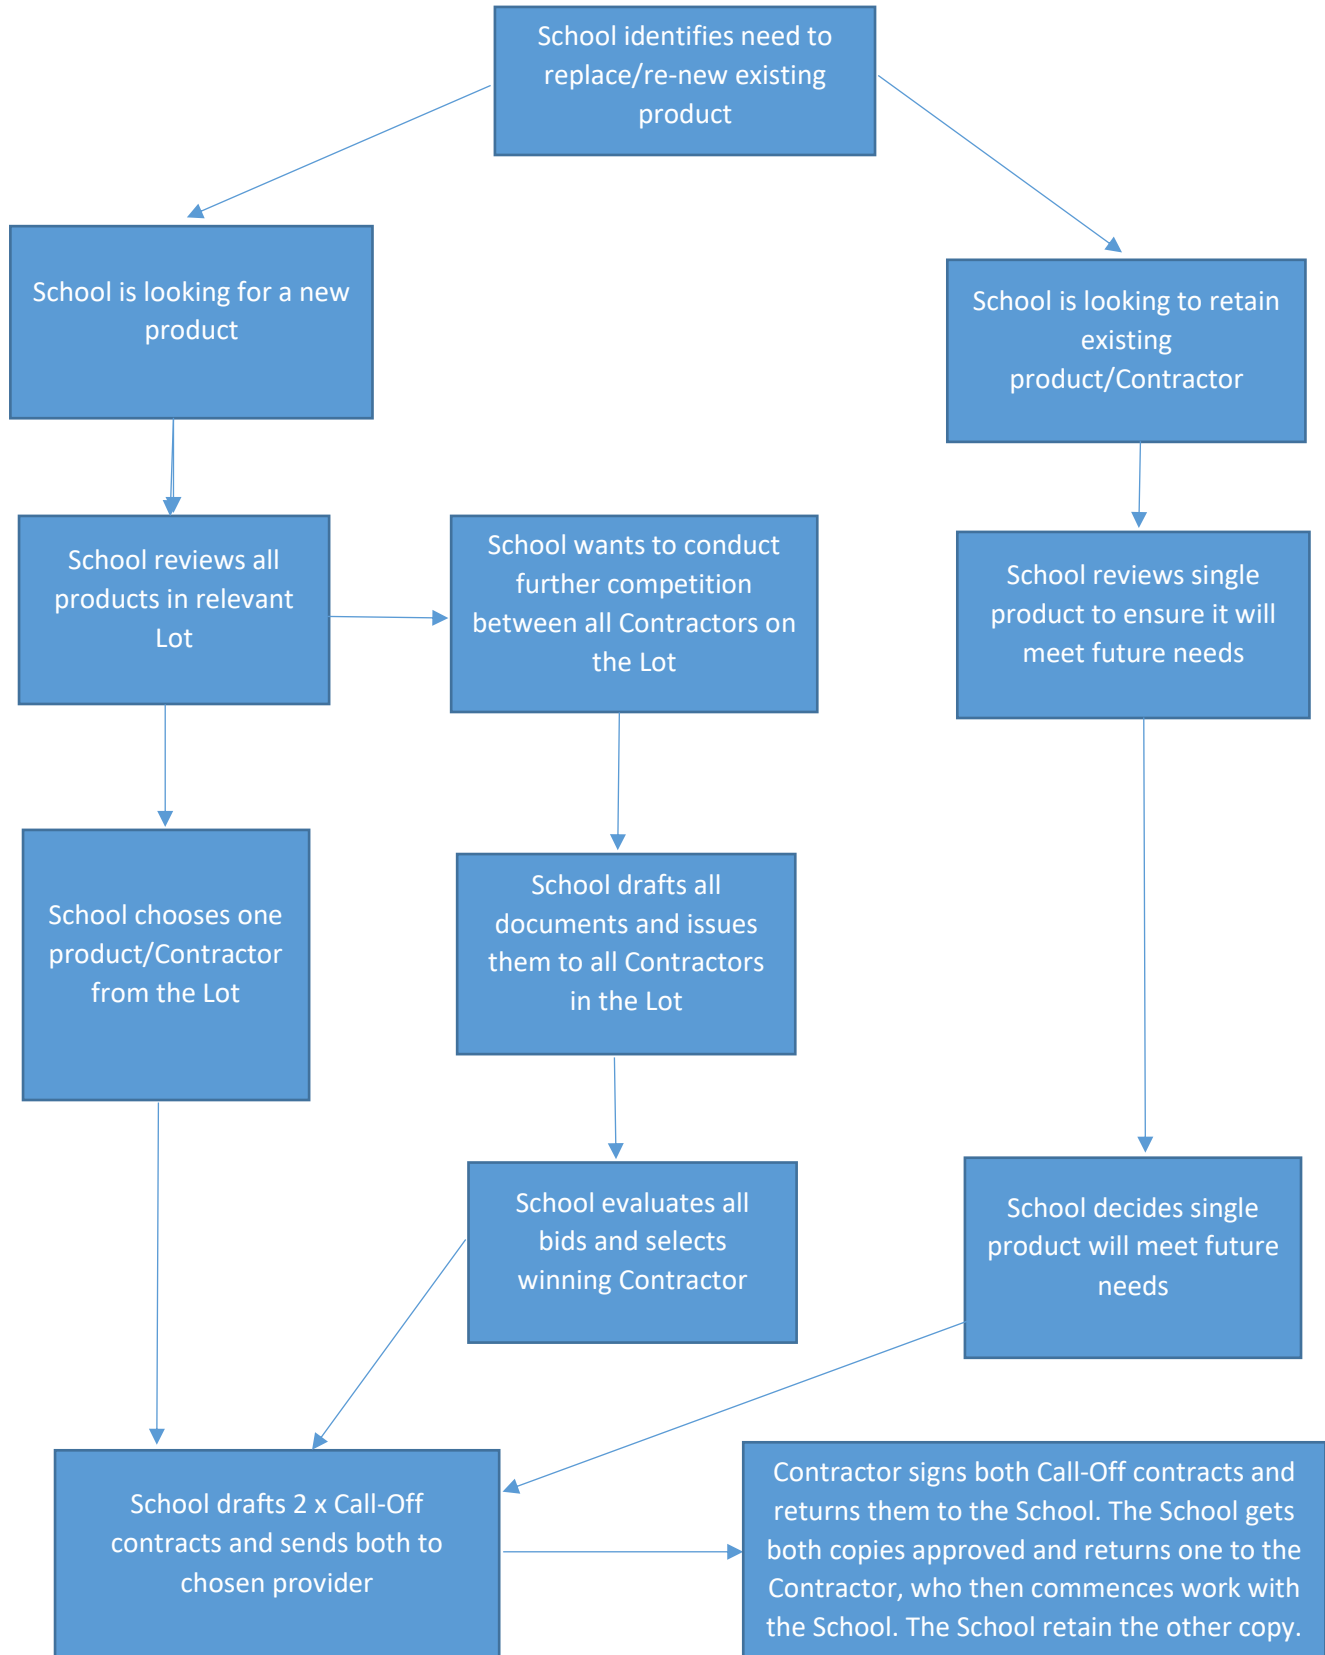 School identifies need to
replace/re-new existing
product
School is looking for a new
product
School is looking to retain
existing
product/Contractor
School reviews all
products in relevant
Lot
School wants to conduct
further competition
between all Contractors on
the Lot
School reviews single
product to ensure it will
meet future needs
School chooses one
product/Contractor
from the Lot
School drafts all
documents and issues
them to all Contractors
in the Lot
School evaluates all
bids and selects
winning Contractor
School decides single
product will meet future
needs
School drafts 2 x Call-Off
contracts and sends both to
chosen provider
Contractor signs both Call-Off contracts and
returns them to the School. The School gets
both copies approved and returns one to the
Contractor, who then commences work with
the School. The School retain the other copy.